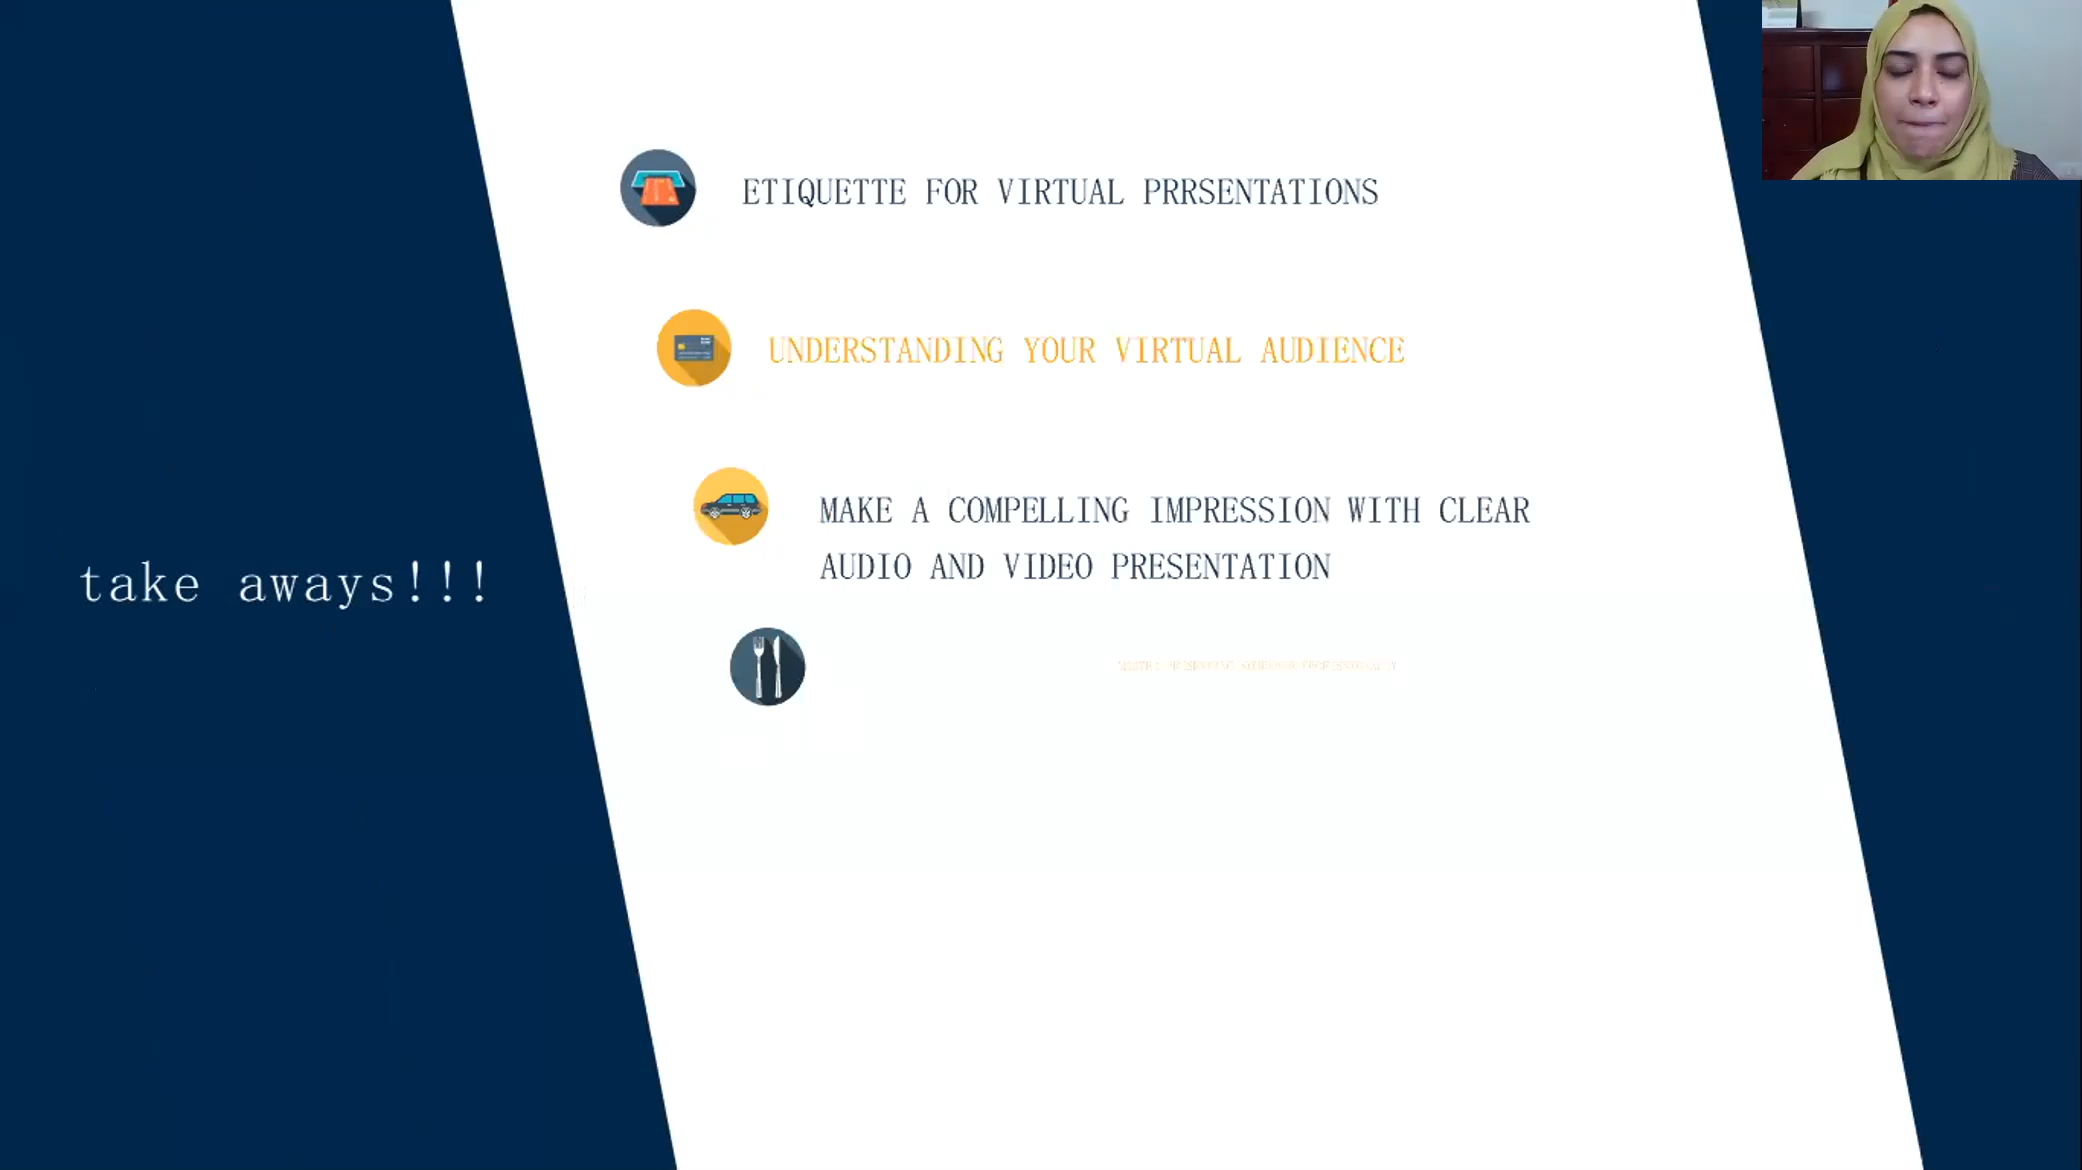 ETIQUETTE FOR VIRTUAL PRRSENTATIONS
UNDERSTANDING YOUR VIRTUAL AUDIENCE
MAKE A COMPELLING IMPRESSION WITH CLEAR
AUDIO AND VIDEO PRESENTATION
take aways!!!